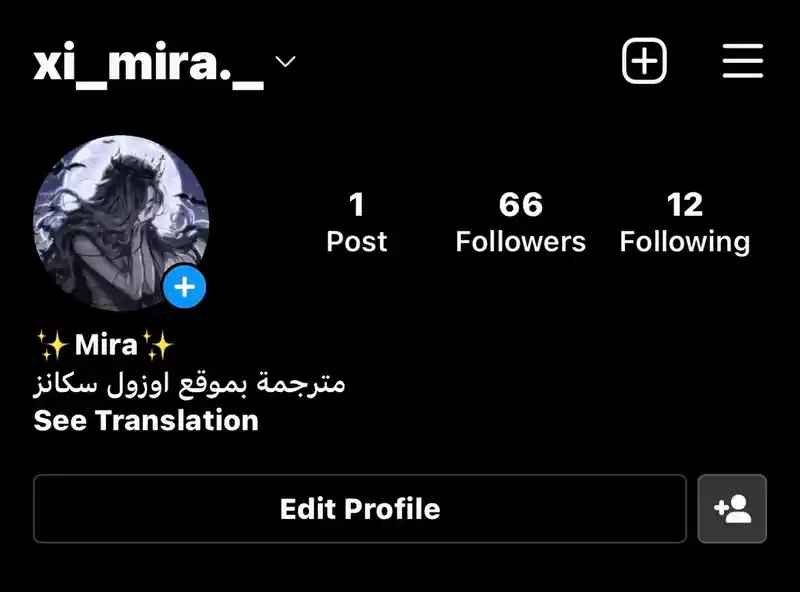 xi_mira._
1
66
12
Post
Followers
Following
✨Mira✨
مترجمة بموقع اوزول سكانز
See Translation
Edit Profile